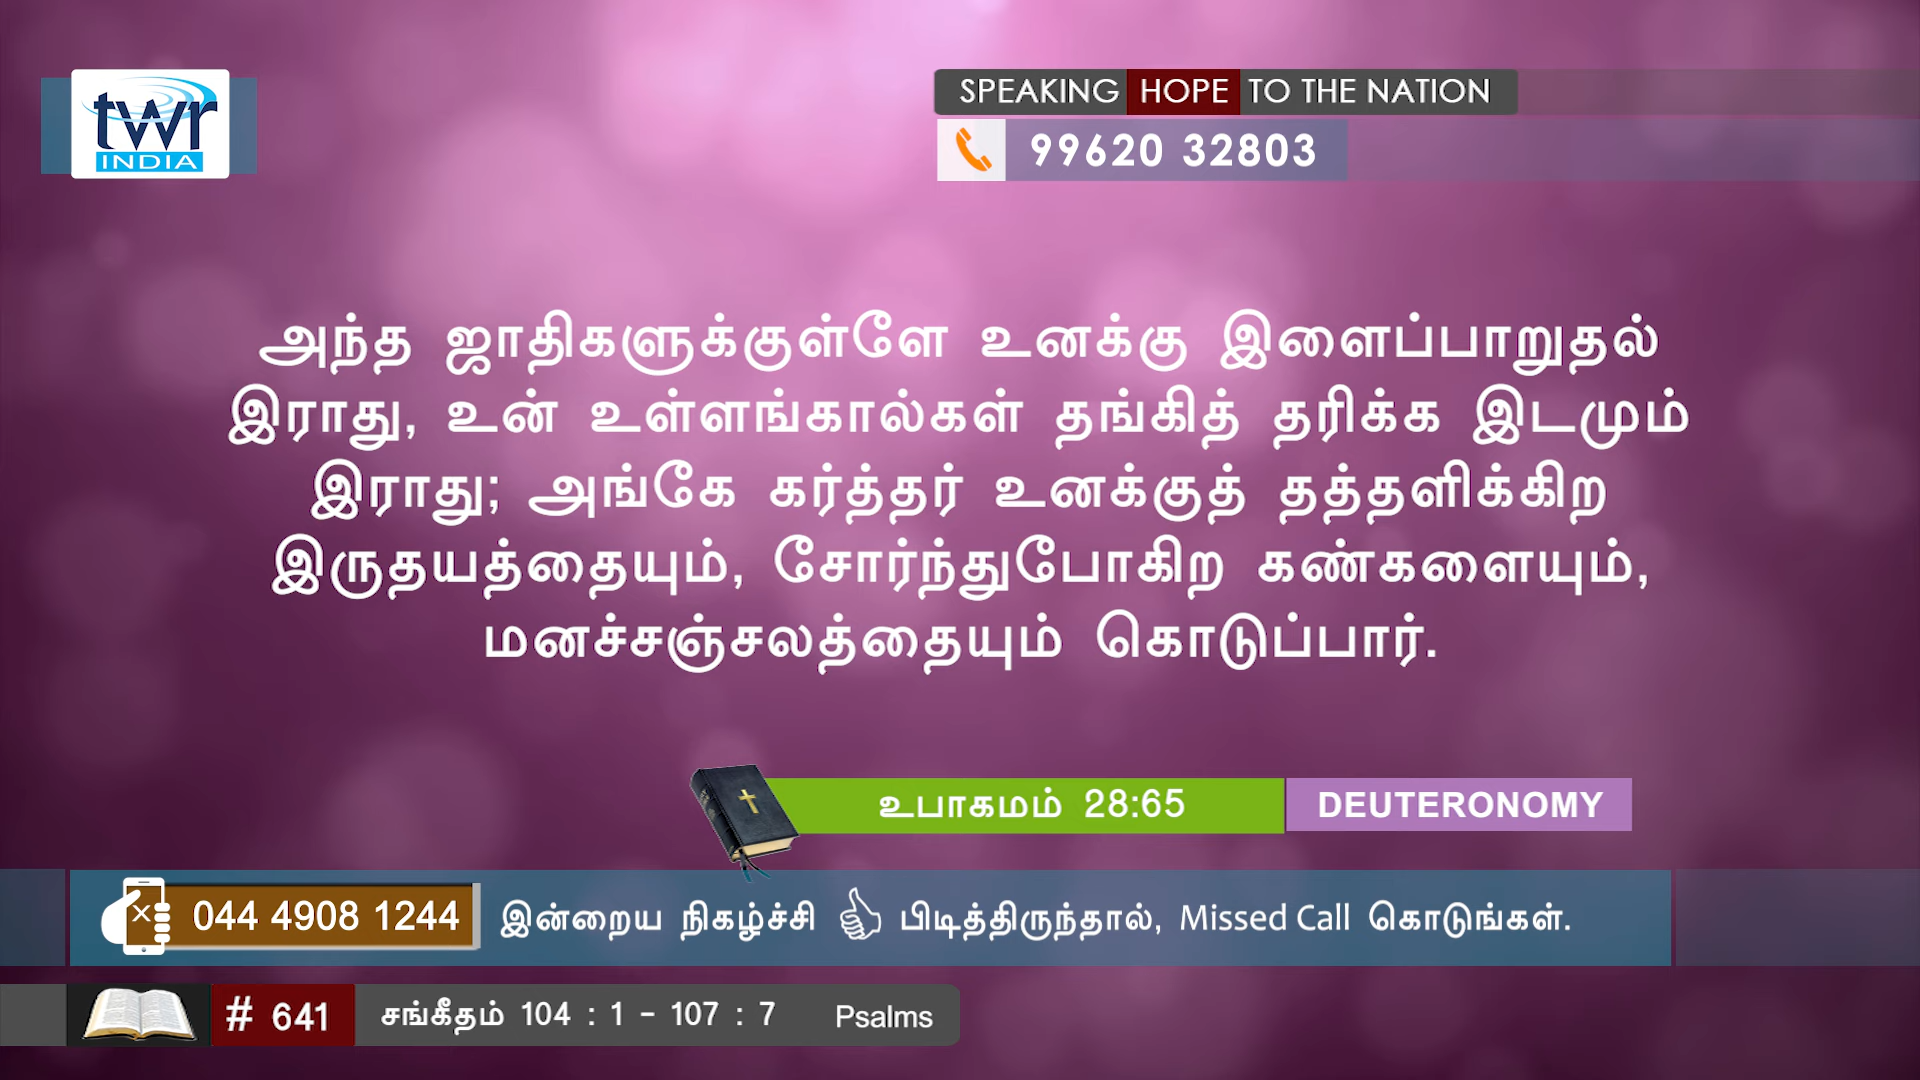 twr
INDIA
SPEAKING HOPE TO THE NATION
99620 32803
அந்த ஜாதிகளுக்குள்ளே உனக்கு இளைப்பாறுதல்
இராது, உன் உள்ளங்கால்கள் தங்கித் தரிக்க இடமும்
இராது; அங்கே கர்த்தர் உனக்குத் தத்தளிக்கிற
இருதயத்தையும், சோர்ந்துபோகிற கண்களையும்,
மனச்சஞ்சலத்தையும் கொடுப்பார்.
உபாகமம் 28:65 DEUTERONOMY
044 4908 1244 இன்றைய நிகழ்ச்சி பிடித்திருந்தால், Missed Call கொடுங்கள்.
# 641 சங்கீதம் 104 : 1 - 107 : 7 Psalms